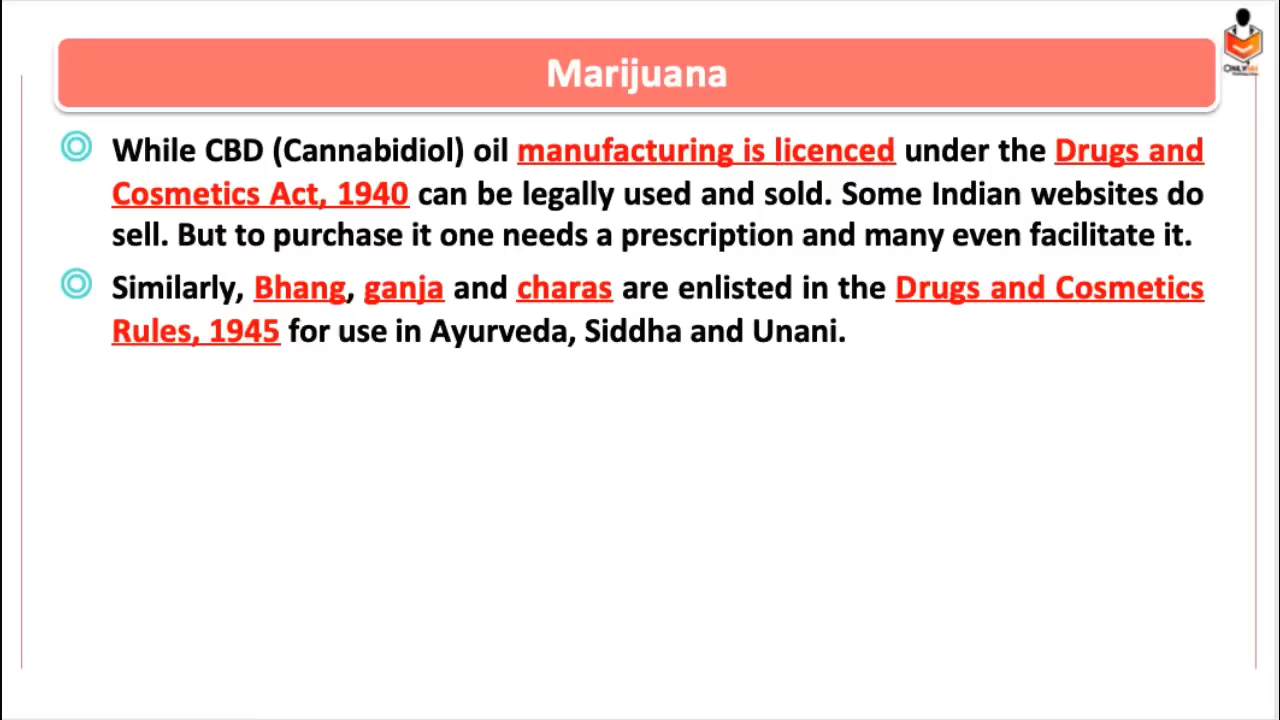 Marijuana
While CBD (Cannabidiol) oil manufacturing is licenced under the Drugs and
Cosmetics Act, 1940 can be legally used and sold. Some Indian websites do
sell. But to purchase it one needs a prescription and many even facilitate it.
Similarly, Bhang, ganja and charas are enlisted in the Drugs and Cosmetics
Rules, 1945 for use in Ayurveda, Siddha and Unani.